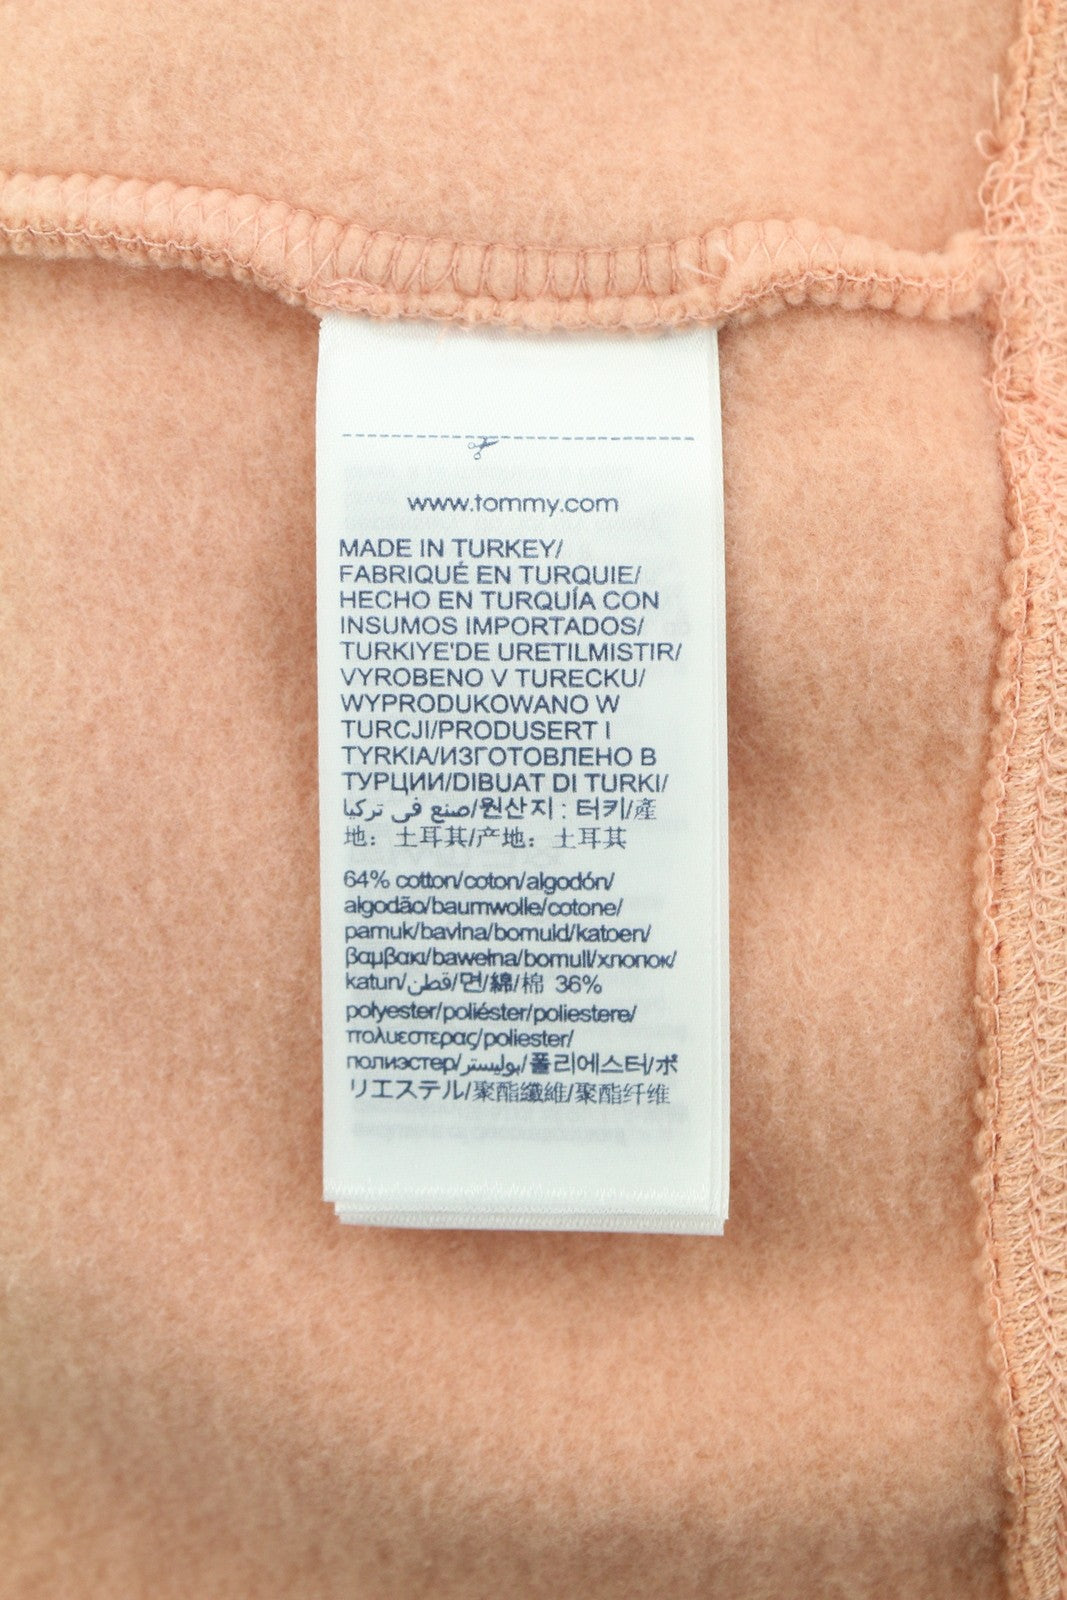 www.tommy.com
MADE IN TURKEY/
FABRIQUÉ EN TURQUIE/
HECHO EN TURQUÍA CON
INSUMOS IMPORTADOS/
TURKIYE'DE URETILMISTIR/
VYROBENO V TURECKU/
WYPRODUKOWANO W
TURCJI/PRODUSERT I
TYRKIA/ИЗГОТОВЛЕНО В
ТУРЦИИ/DIBUAT DI TURKI/
صنع في تركيا/원산지 : 터키/產
地：土耳其/产地：土耳其
64% cotton/coton/algodón/
algodão/baumwolle/cotone/
pamuk/bavlna/bomuld/katoen/
βαμβακι/bawełna/bomull/хлопок/
katun/قطن/면/綿/棉 36%
polyester/poliéster/poliestere/
πολυεστερας/poliester/
полиэстер/بوليستر/폴리에스터/ポ
リエステル/聚酯纖維/聚酯纤维